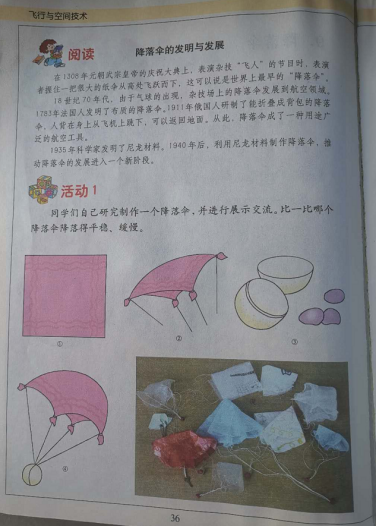 飞行与空间技术
阅读
降落伞的发明与发展
在1306年元朝武宗皇帝的庆祝大典上,表演杂技“飞人”的节目时,表演
者握住一把很大的纸伞从高处飞跃而下,这可以说是世界上最早的“降落伞”。
18世纪70年代,由于气球的出现,杂技场上的降落伞发展到航空领域。
1783年法国人发明了有质的降落伞。1911年俄国人研制了能折叠成背包的降落
伞,人背在身上从飞机上跳下,可以返回地面。从此,降落伞成了一种用途广
泛的航空工具。
1935年科学家发明了尼龙材料。1940年后,利用尼龙材料制作降落伞,推
动降落伞的发展进入一个新阶段。
活动1
同学们自己研究制作一个降落伞,并进行展示交流。比一比哪
个降落伞降落得平稳、缓慢。
①
②
③
④
36